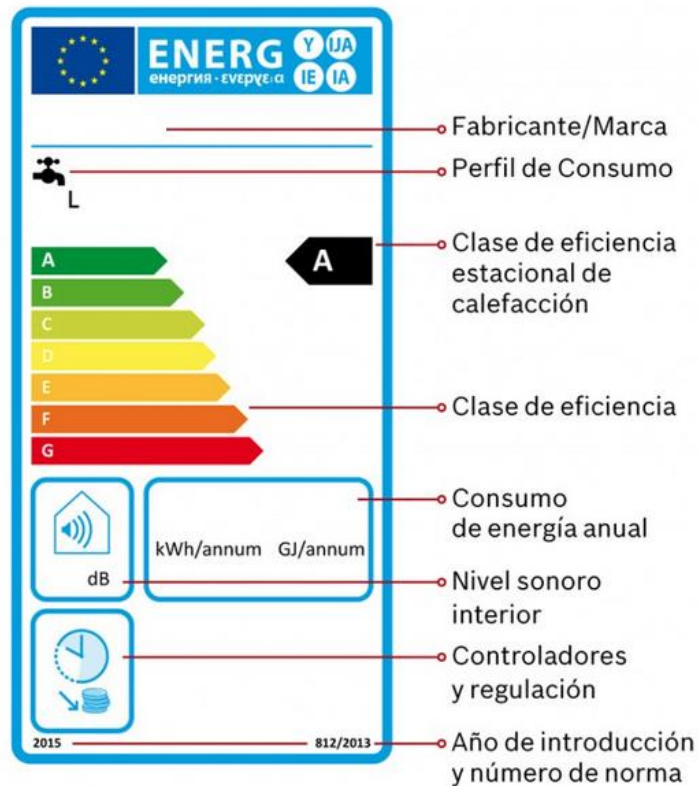 ENERG Y IJA
енергия · ενεργεια IE IA
Fabricante/Marca
Perfil de Consumo
L
Clase de eficiencia
estacional de
calefacción
A
A
B
C
D
E
F
G
Clase de eficiencia
Consumo
de energía anual
kWh/annum GJ/annum
dB
Nivel sonoro
interior
Controladores
y regulación
2015 812/2013
Año de introducción
y número de norma